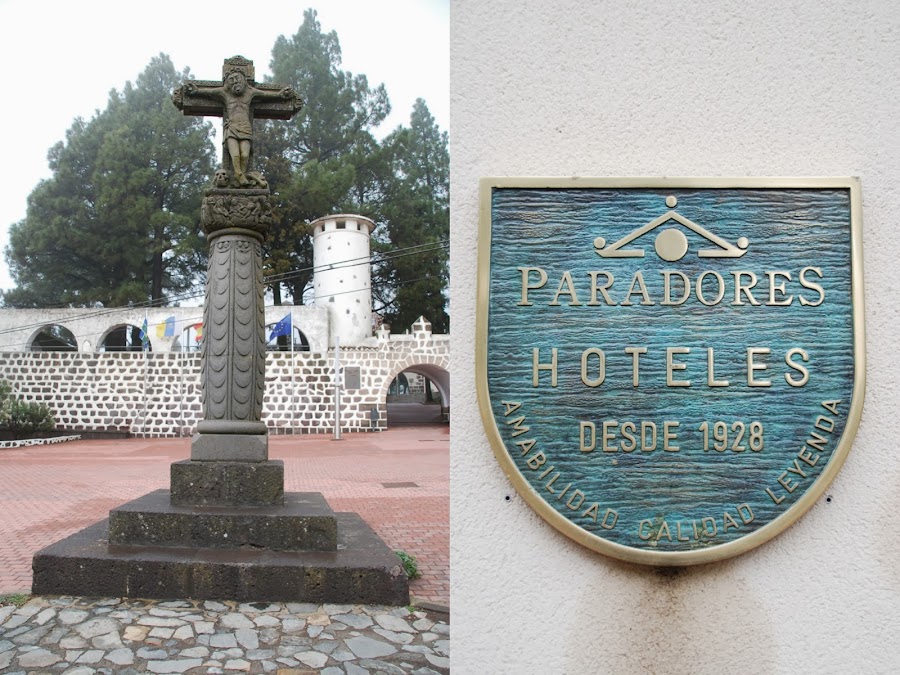 PARADORES
HOTELES
DESDE 1928
AMABILIDAD CALIDAD LEYENDA